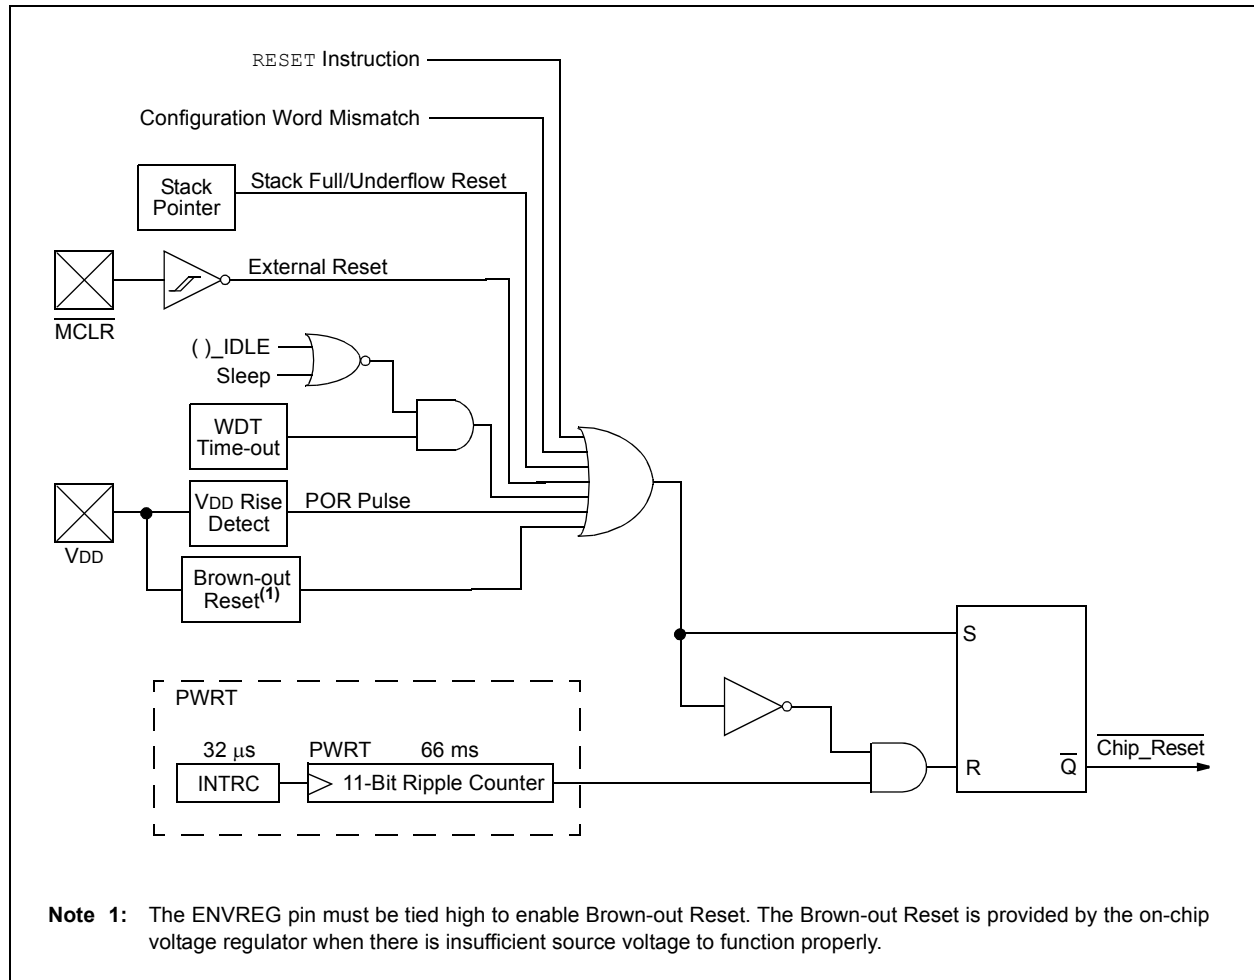 RESET Instruction
Configuration Word Mismatch
Stack
Pointer
Stack Full/Underflow Reset
External Reset
MCLR
( )_IDLE
Sleep
WDT
Time-out
VDD Rise
Detect
POR Pulse
VDD
Brown-out
Reset(1)
S
PWRT
32 μs
PWRT
66 ms
INTRC
11-Bit Ripple Counter
R
Q
Chip_Reset
Note 1: The ENVREG pin must be tied high to enable Brown-out Reset. The Brown-out Reset is provided by the on-chip
voltage regulator when there is insufficient source voltage to function properly.